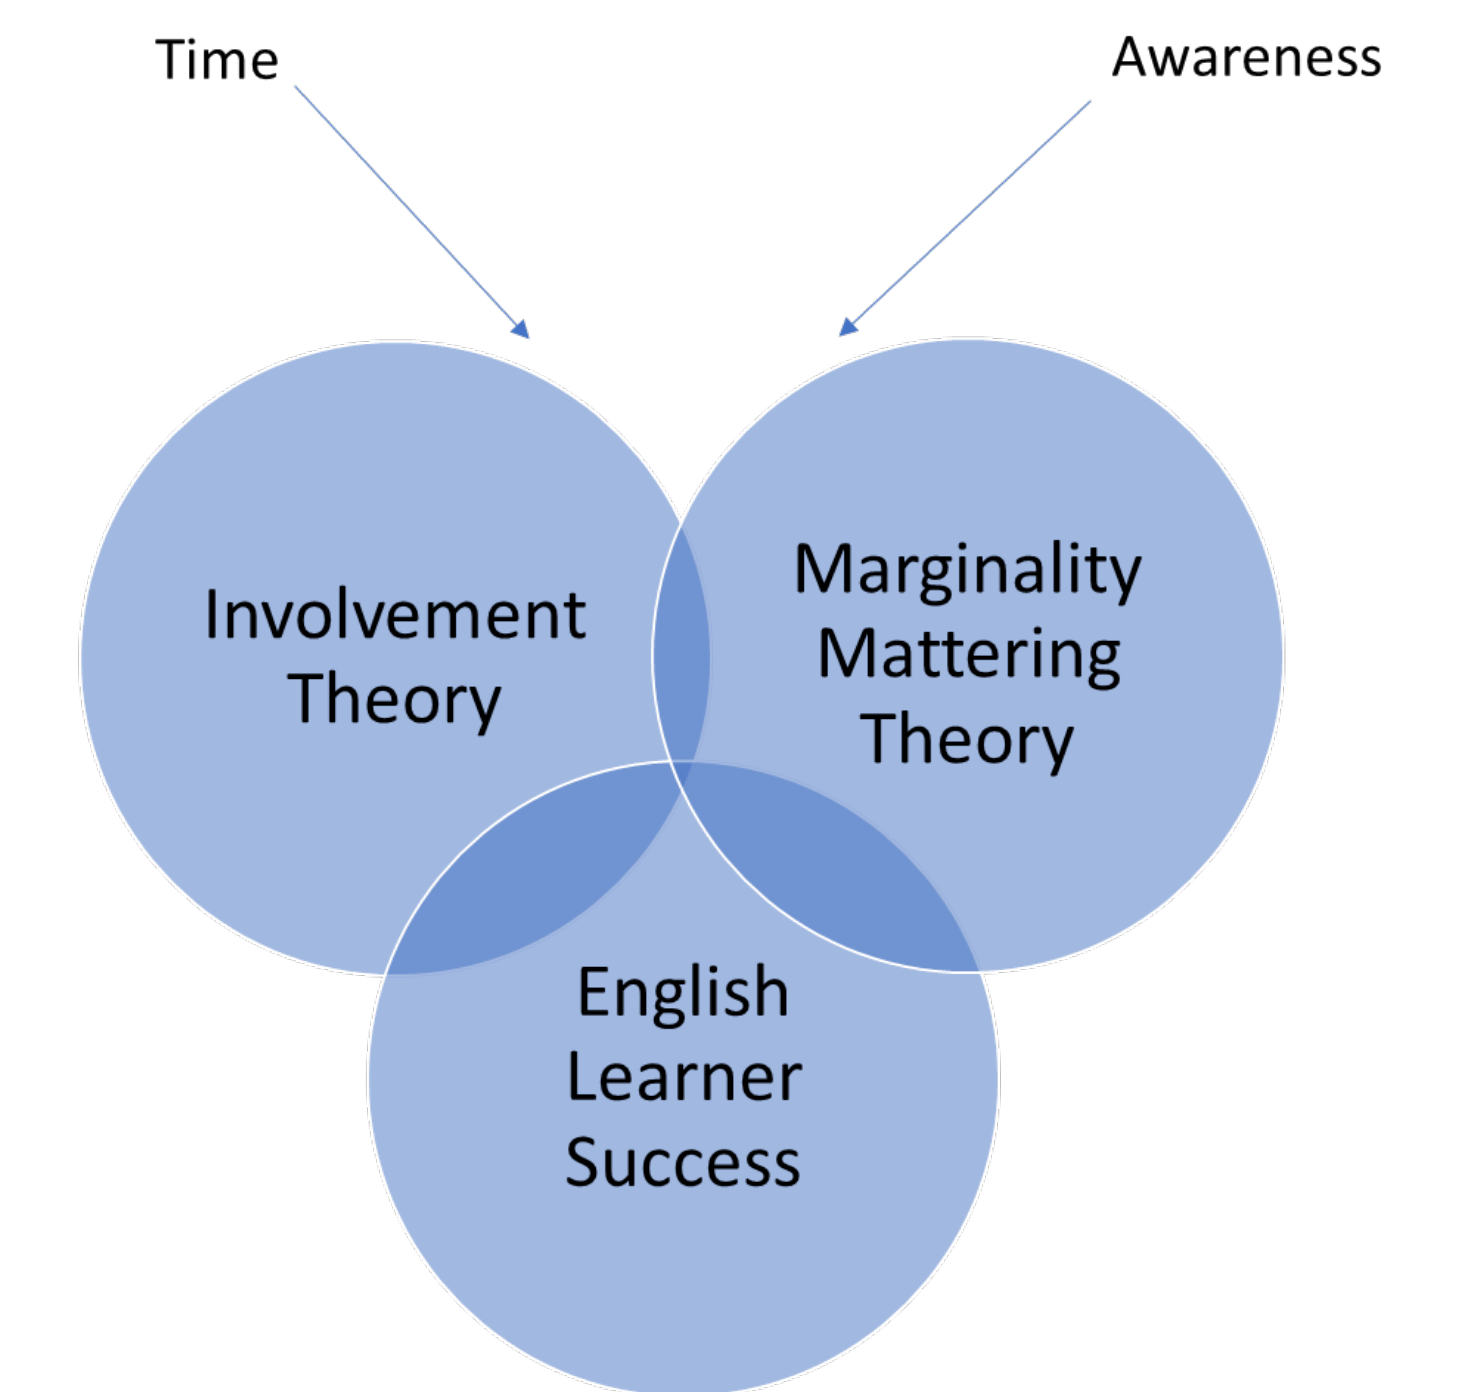 Time
Awareness
Involvement
Theory
Marginality
Mattering
Theory
English
Learner
Success